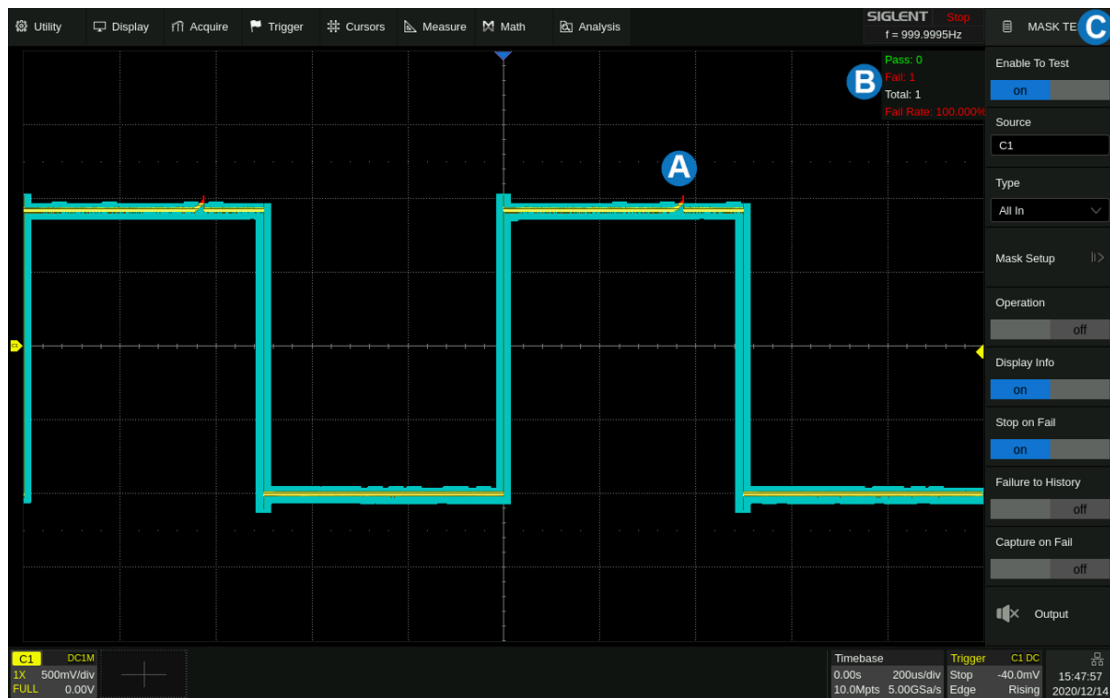 Utility
Display
Acquire
Trigger
Cursors
Measure
Math
Analysis
SIGLENT Stop
f = 999.9995Hz
MASK TE
C
Pass: 0
Fail: 1
Total: 1
Fail Rate: 100.000%
B
A
Enable To Test
on
Source
C1
Type
All In
Mask Setup
Operation
off
Display Info
on
Stop on Fail
on
Failure to History
off
Capture on Fail
off
Output
C1 DC1M
1X 500mV/div
FULL 0.00V
Timebase
0.00s 200us/div
10.0Mpts 5.00GSa/s
Trigger C1 DC
Stop -40.0mV
Edge Rising
15:47:57
2020/12/14